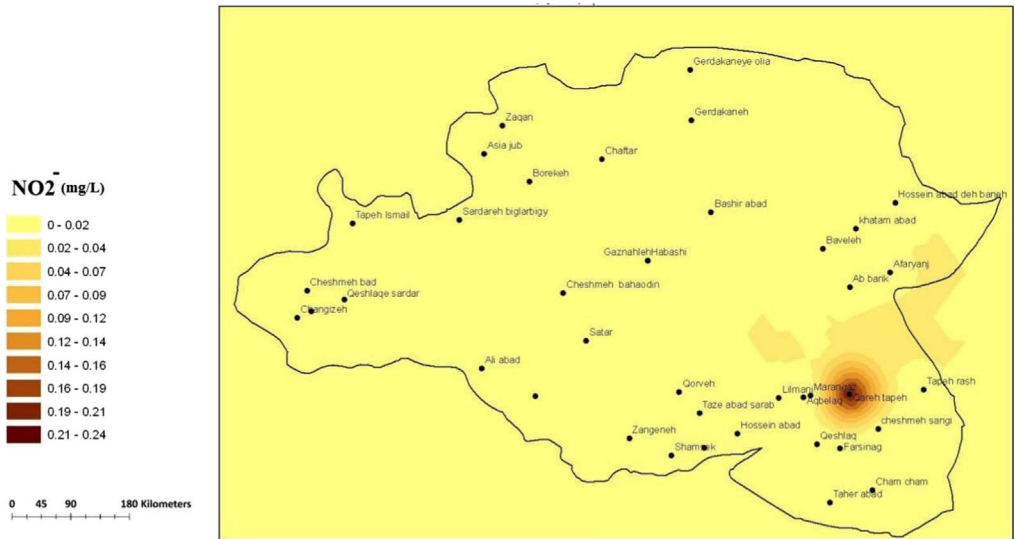 Gerdakaneye olia
Zaqan
Gerdakaneh
Asia jub
Chaftar
Borekeh
NO2⁻ (mg/L)
Hossein abad deh baneh
Tapeh Ismail
Sardareh biglarbigy
Bashir abad
khatam abad
0 - 0.02
Baveleh
0.02 - 0.04
GaznahlehHabashi
0.04 - 0.07
Afaryanj
Cheshmeh bad
Ab barik
0.07 - 0.09
Qeshlaqe sardar
Cheshmeh bahaodin
0.09 - 0.12
Changizeh
0.12 - 0.14
Satar
0.14 - 0.16
Ali abad
0.16 - 0.19
Qorveh
Lilmanj
Tapeh rash
0.19 - 0.21
Aqbelaq
Qareh tapeh
0.21 - 0.24
Taze abad sarab
cheshmeh sangi
Zangeneh
Hossein abad
Qeshlaq
Farsinag
Cham cham
0 45 90 180 Kilometers
Taher abad